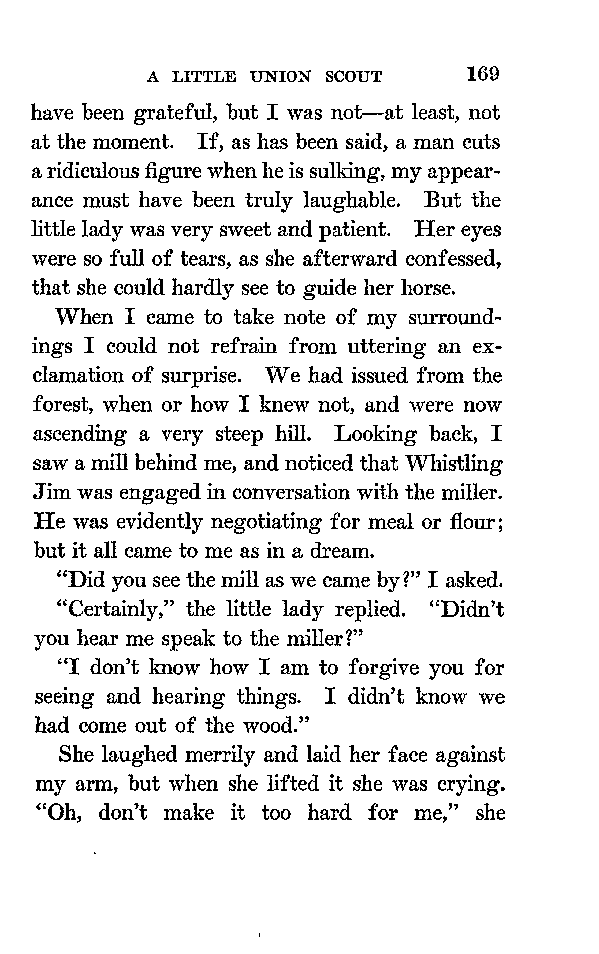 A LITTLE UNION SCOUT 169
have been grateful, but I was not—at least, not
at the moment. If, as has been said, a man cuts
a ridiculous figure when he is sulking, my appear-
ance must have been truly laughable. But the
little lady was very sweet and patient. Her eyes
were so full of tears, as she afterward confessed,
that she could hardly see to guide her horse.
When I came to take note of my surround-
ings I could not refrain from uttering an ex-
clamation of surprise. We had issued from the
forest, when or how I knew not, and were now
ascending a very steep hill. Looking back, I
saw a mill behind me, and noticed that Whistling
Jim was engaged in conversation with the miller.
He was evidently negotiating for meal or flour;
but it all came to me as in a dream.
“Did you see the mill as we came by?” I asked.
“Certainly,” the little lady replied. “Didn’t
you hear me speak to the miller?”
“I don’t know how I am to forgive you for
seeing and hearing things. I didn’t know we
had come out of the wood.”
She laughed merrily and laid her face against
my arm, but when she lifted it she was crying.
“Oh, don’t make it too hard for me,” she